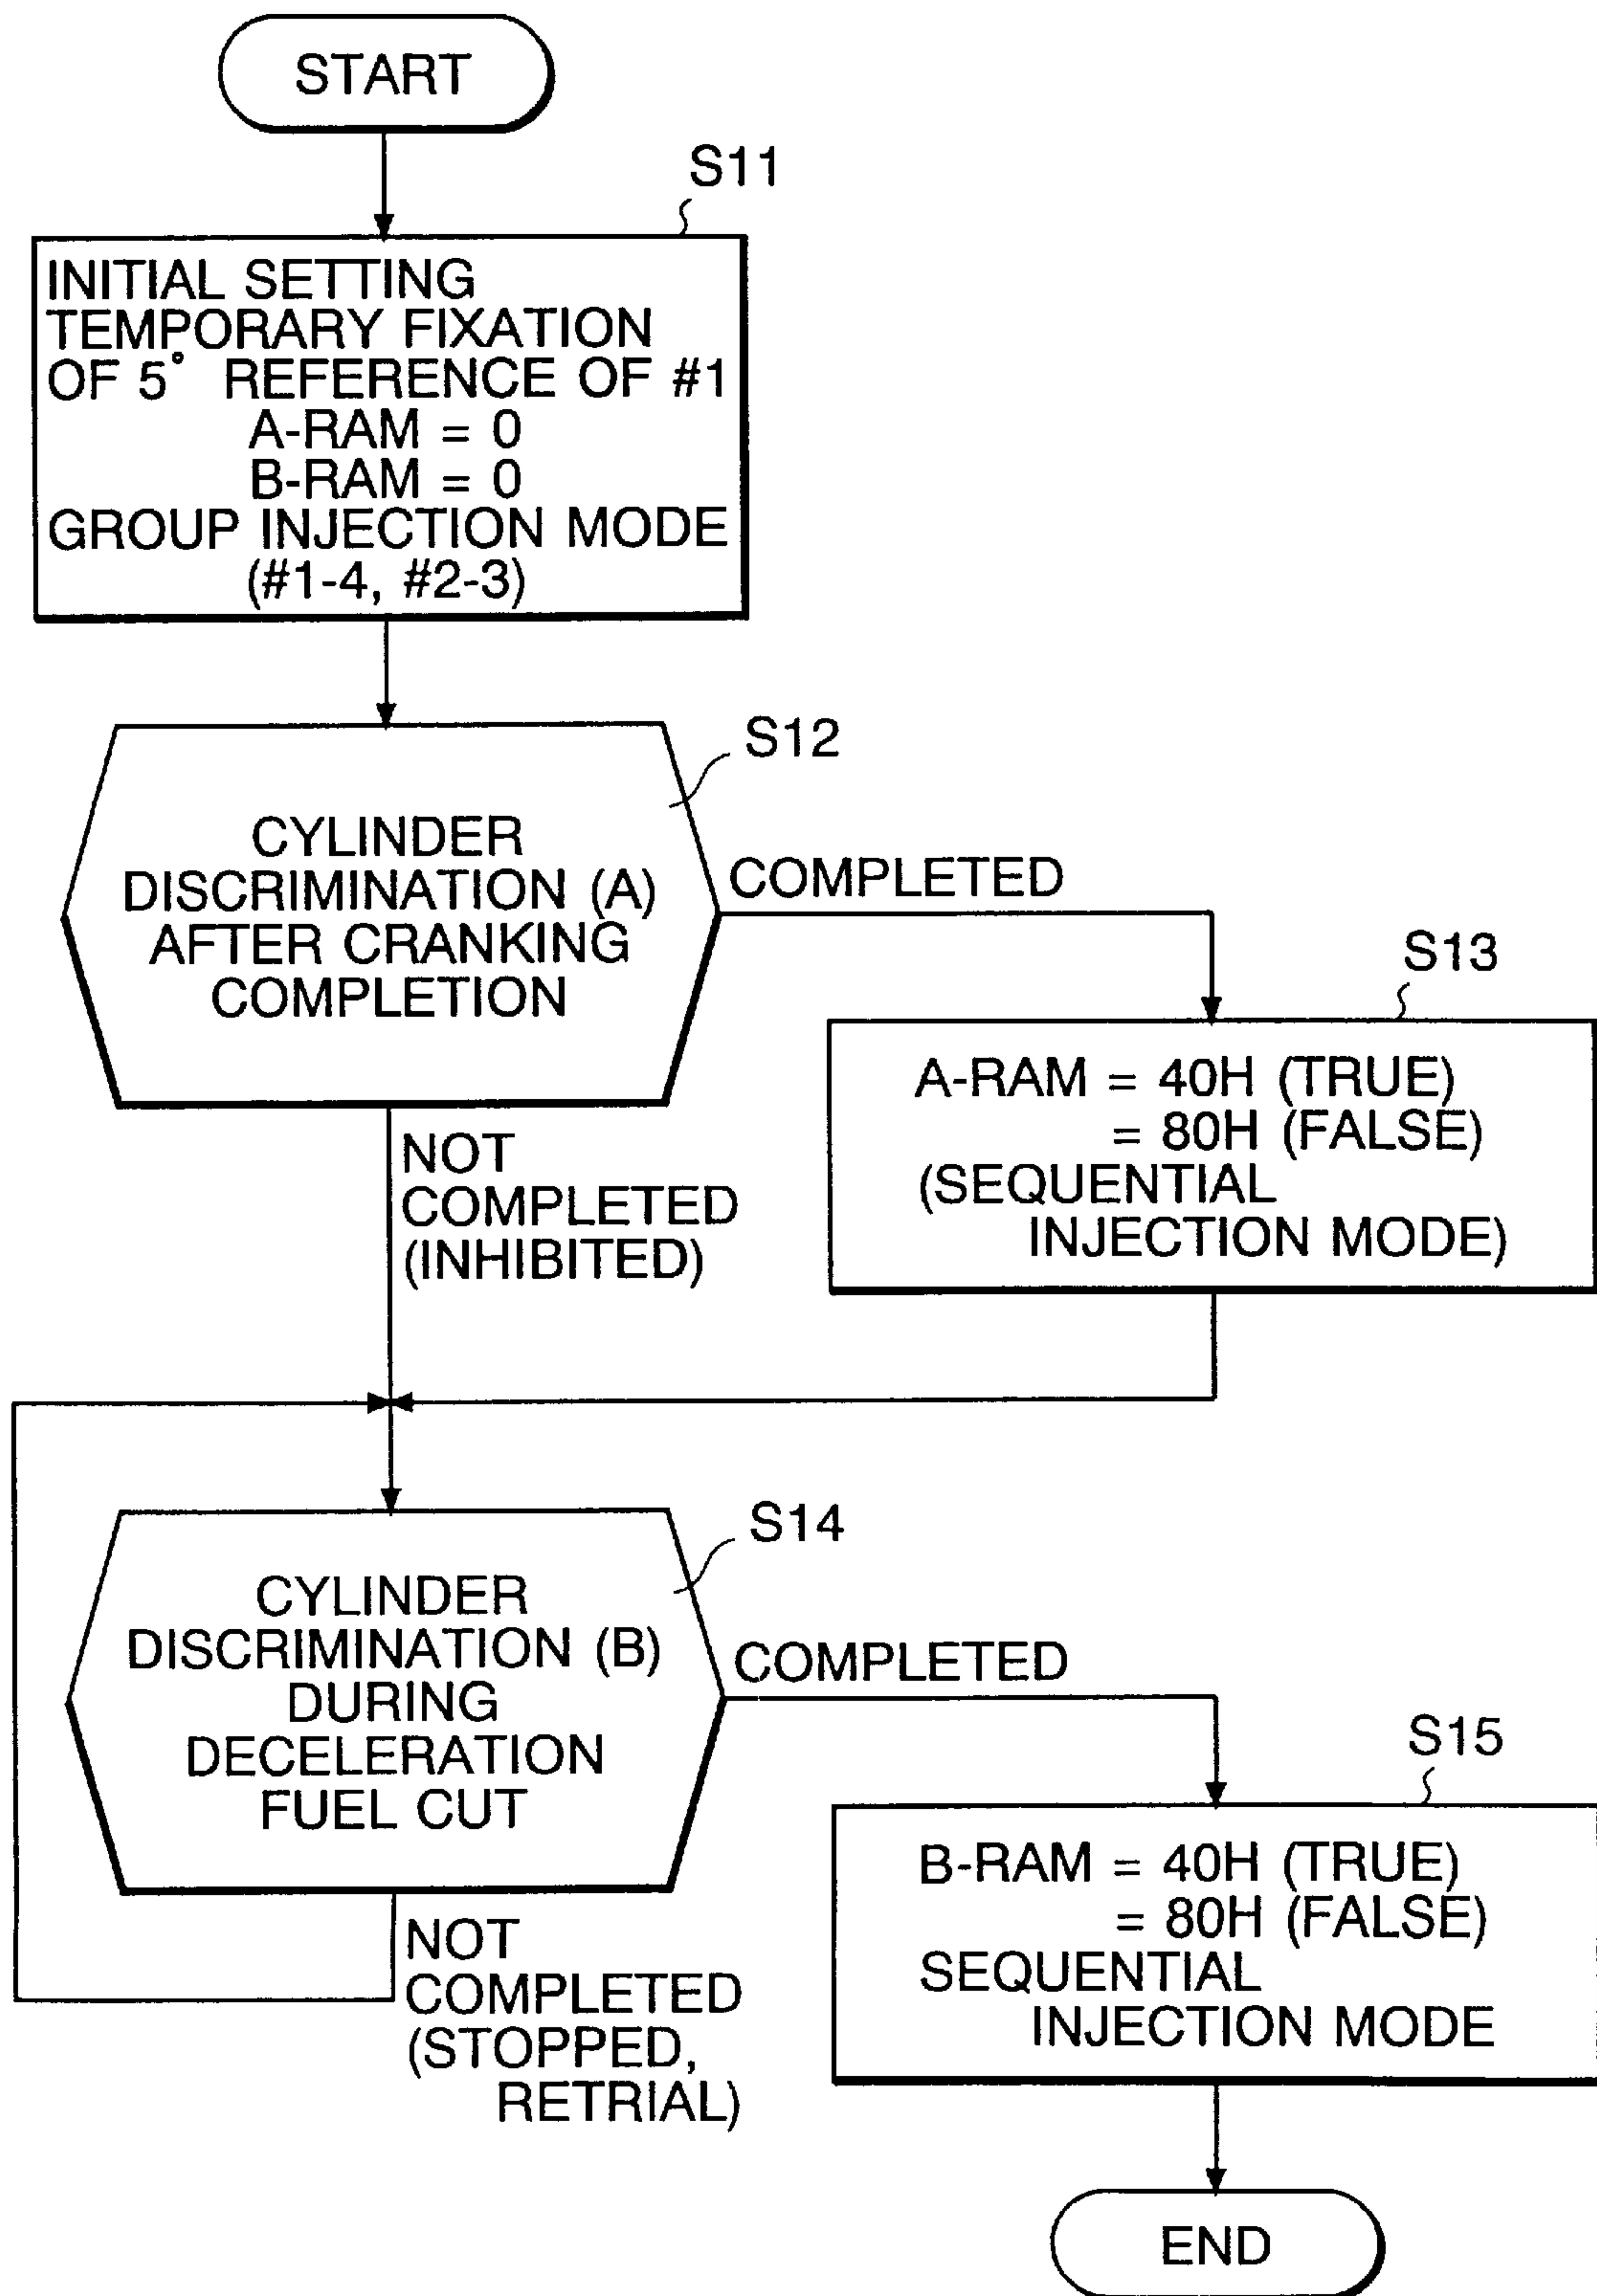 START
S11
INITIAL SETTING
TEMPORARY FIXATION
OF 5° REFERENCE OF #1
A-RAM = 0
B-RAM = 0
GROUP INJECTION MODE
(#1-4, #2-3)
S12
CYLINDER
DISCRIMINATION (A)
AFTER CRANKING
COMPLETION
COMPLETED
NOT
COMPLETED
(INHIBITED)
S13
A-RAM = 40H (TRUE)
= 80H (FALSE)
(SEQUENTIAL
INJECTION MODE)
S14
CYLINDER
DISCRIMINATION (B)
DURING
DECELERATION
FUEL CUT
COMPLETED
NOT
COMPLETED
(STOPPED,
RETRIAL)
S15
B-RAM = 40H (TRUE)
= 80H (FALSE)
SEQUENTIAL
INJECTION MODE
END